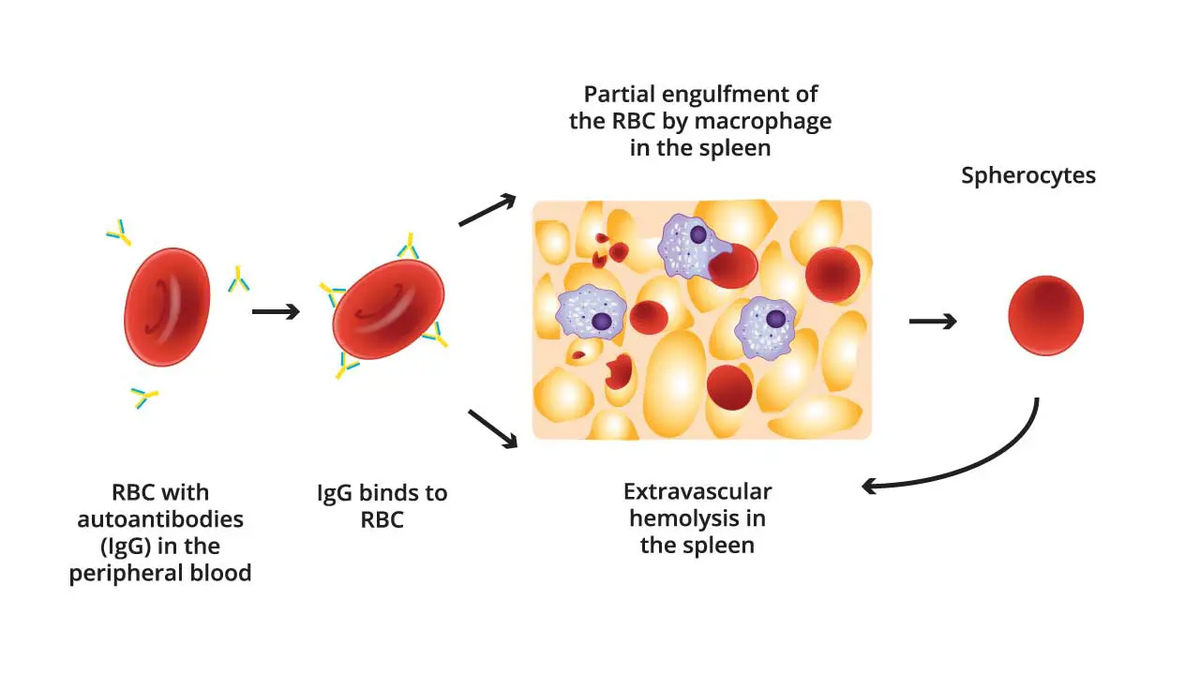 Partial engulfment of
the RBC by macrophage
in the spleen
Spherocytes
RBC with
autoantibodies
(IgG) in the
peripheral blood
IgG binds to
RBC
Extravascular
hemolysis in
the spleen